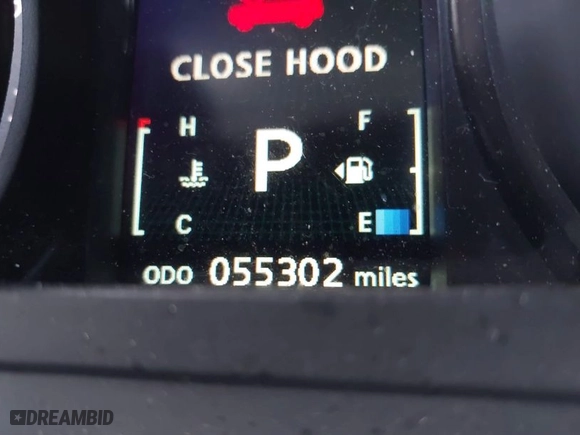 CLOSE HOOD
H F
P
C E
ODO 055302 miles
DREAMBID